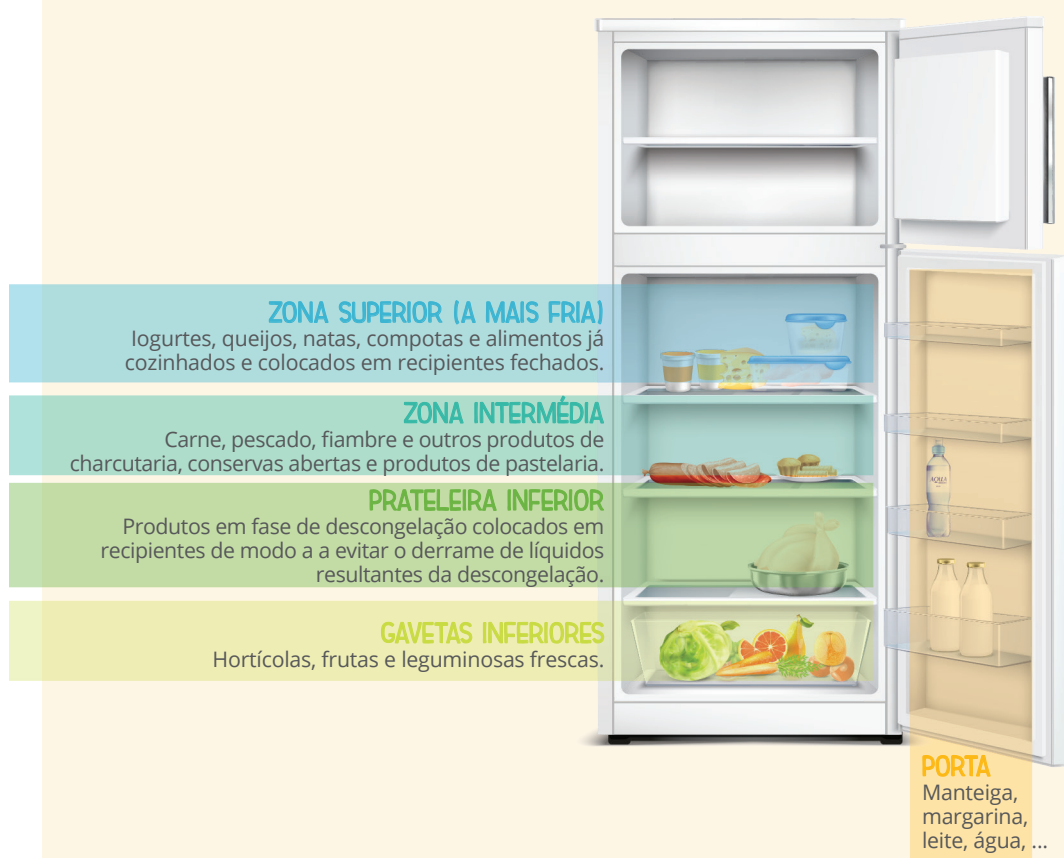 ZONA SUPERIOR (A MAIS FRIA)
Iogurtes, queijos, natas, compotas e alimentos já
cozinhados e colocados em recipientes fechados.
ZONA INTERMÉDIA
Carne, pescado, fiambre e outros produtos de
charcutaria, conservas abertas e produtos de pastelaria.
PRATELEIRA INFERIOR
Produtos em fase de descongelação colocados em
recipientes de modo a a evitar o derrame de líquidos
resultantes da descongelação.
GAVETAS INFERIORES
Hortícolas, frutas e leguminosas frescas.
AQUA
PORTA
Manteiga,
margarina,
leite, água, ...